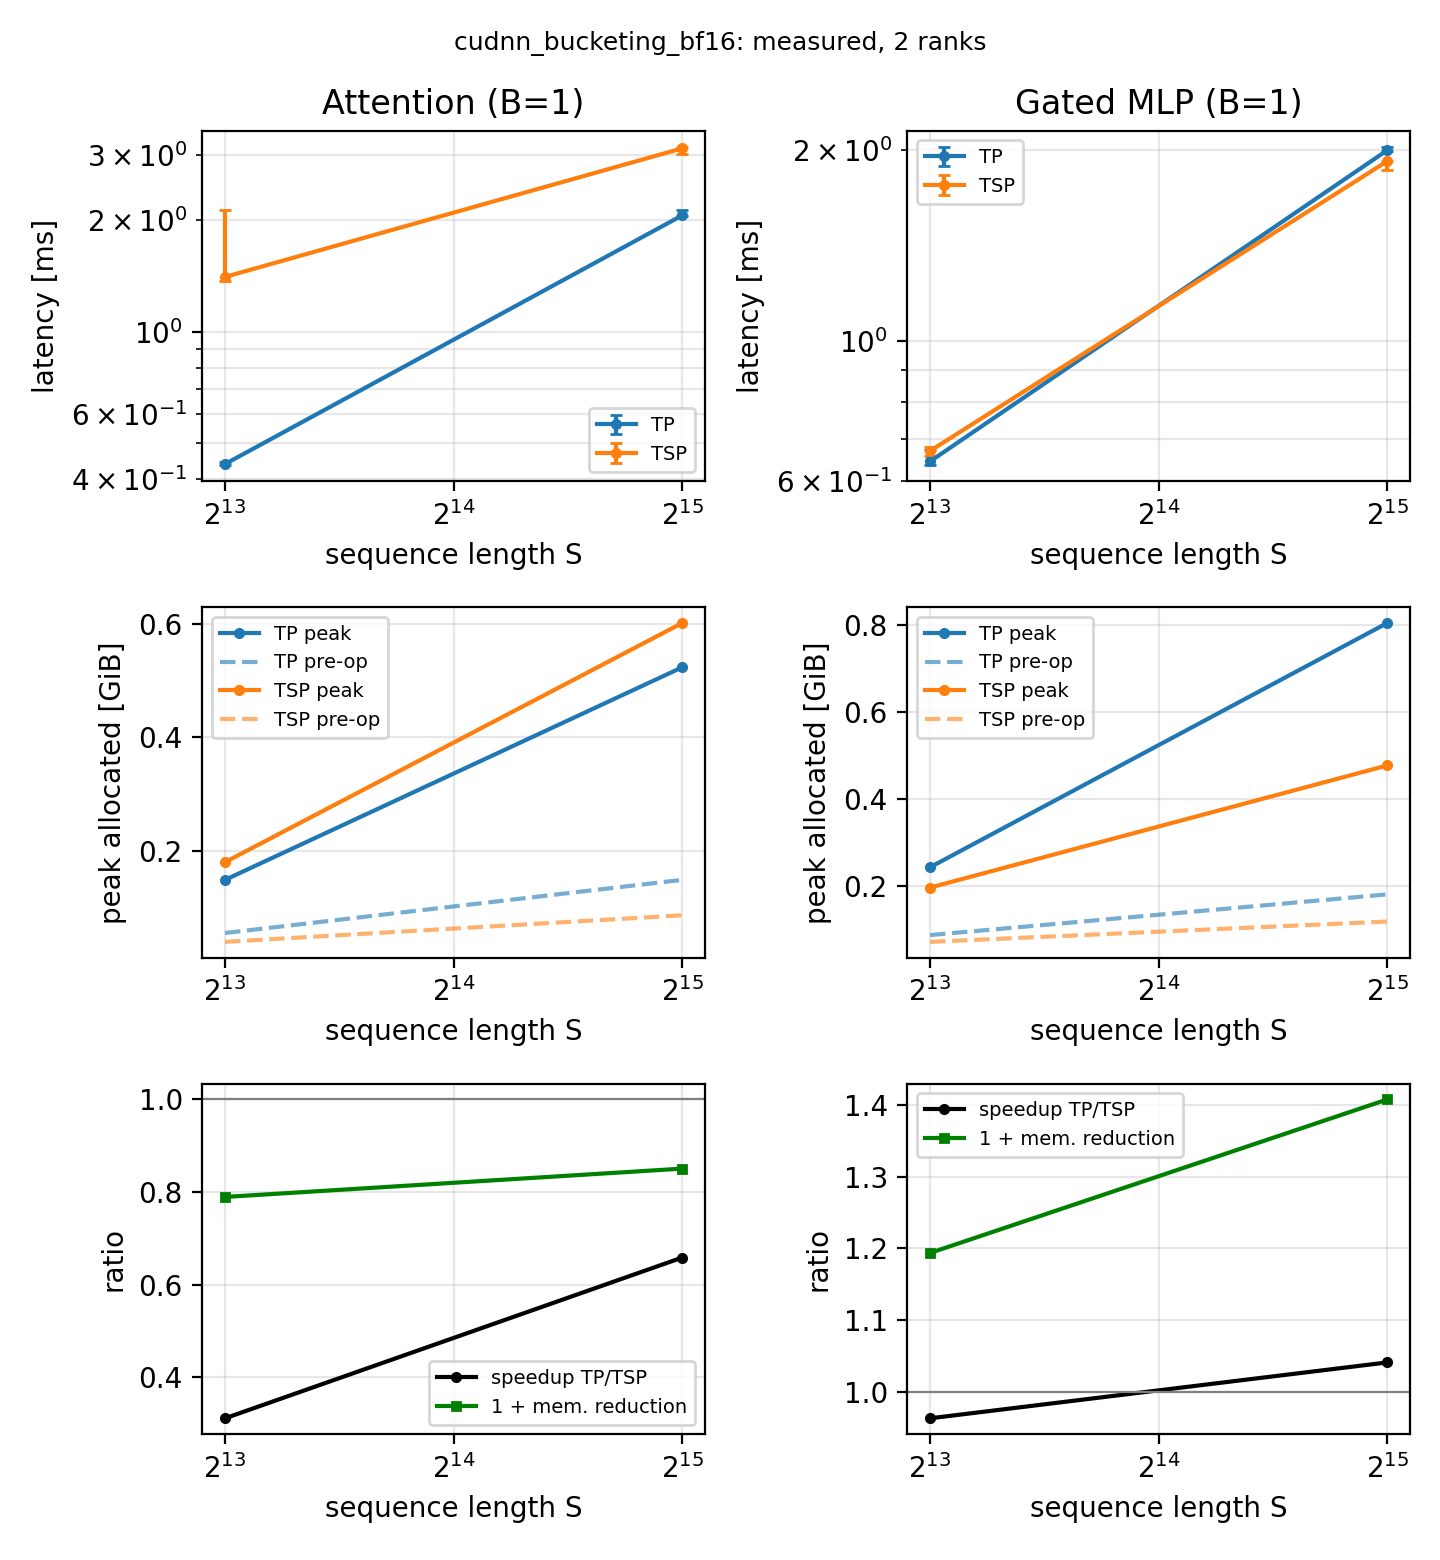 cudnn_bucketing_bf16: measured, 2 ranks
Attention (B=1)
latency [ms]
3 × 10⁰
2 × 10⁰
10⁰
6 × 10⁻¹
4 × 10⁻¹
TP
TSP
2¹³
2¹⁴
2¹⁵
sequence length S
Gated MLP (B=1)
latency [ms]
2 × 10⁰
10⁰
6 × 10⁻¹
TP
TSP
2¹³
2¹⁴
2¹⁵
sequence length S
peak allocated [GiB]
0.6
0.4
0.2
TP peak
TP pre-op
TSP peak
TSP pre-op
2¹³
2¹⁴
2¹⁵
sequence length S
peak allocated [GiB]
0.8
0.6
0.4
0.2
TP peak
TP pre-op
TSP peak
TSP pre-op
2¹³
2¹⁴
2¹⁵
sequence length S
ratio
1.0
0.8
0.6
0.4
speedup TP/TSP
1 + mem. reduction
2¹³
2¹⁴
2¹⁵
sequence length S
ratio
1.4
1.3
1.2
1.1
1.0
speedup TP/TSP
1 + mem. reduction
2¹³
2¹⁴
2¹⁵
sequence length S